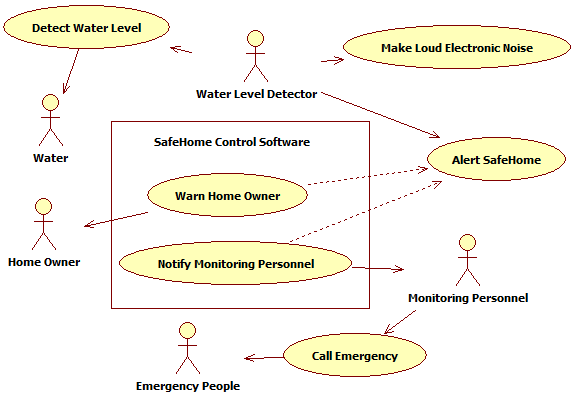 Detect Water Level
Make Loud Electronic Noise
Water Level Detector
SafeHome Control Software
Water
Alert SafeHome
Warn Home Owner
Home Owner
Notify Monitoring Personnel
Monitoring Personnel
Call Emergency
Emergency People